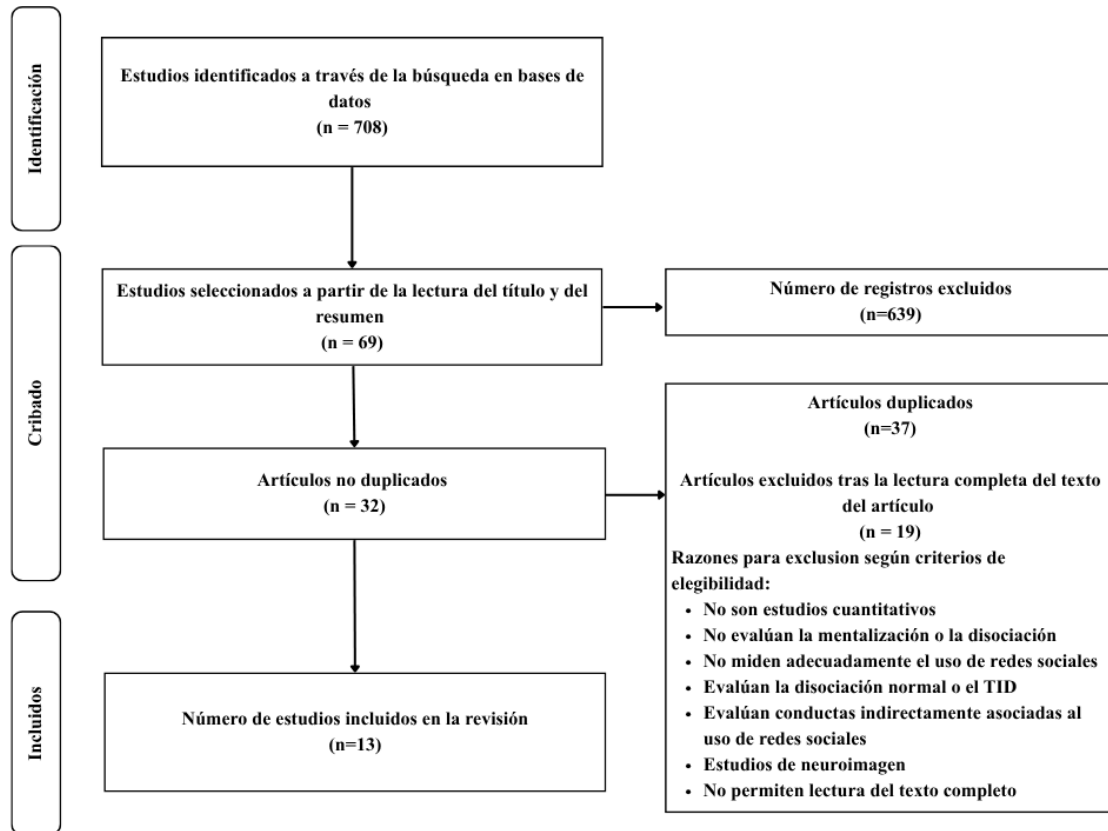 Identificación
Estudios identificados a través de la búsqueda en bases de
datos
(n = 708)
Cribado
Estudios seleccionados a partir de la lectura del título y del
resumen
(n = 69)
Número de registros excluidos
(n=639)
Artículos no duplicados
(n = 32)
Artículos duplicados
(n=37)
Artículos excluidos tras la lectura completa del texto
del artículo
(n = 19)
Razones para exclusion según criterios de
elegibilidad:
• No son estudios cuantitativos
• No evalúan la mentalización o la disociación
• No miden adecuadamente el uso de redes sociales
• Evalúan la disociación normal o el TID
• Evalúan conductas indirectamente asociadas al
uso de redes sociales
• Estudios de neuroimagen
• No permiten lectura del texto completo
Incluidos
Número de estudios incluidos en la revisión
(n=13)